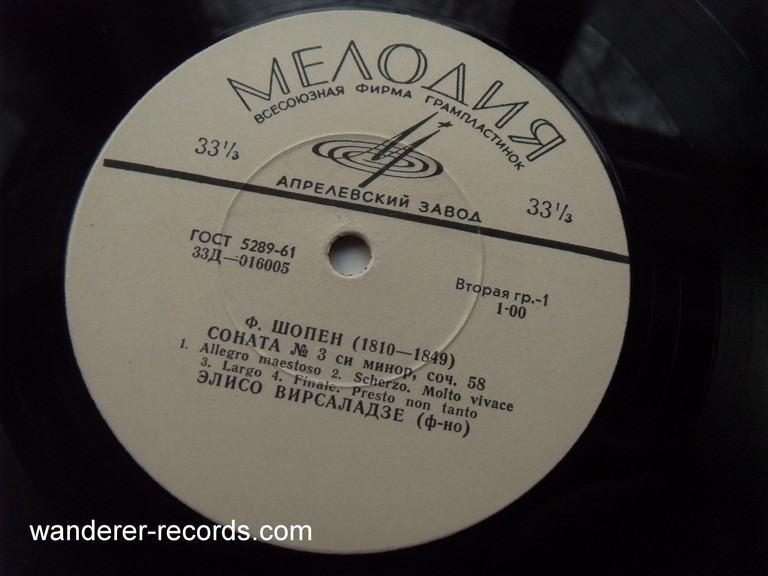 МЕЛОДИЯ
ВСЕСОЮЗНАЯ ФИРМА ГРАМПЛАСТИНОК
33⅓
АПРЕЛЕВСКИЙ ЗАВОД
33⅓
ГОСТ 5289-61
33Д—016005
Вторая гр.-1
1-00
Ф. ШОПЕН (1810—1849)
СОНАТА № 3 си минор, соч. 58
1. Allegro maestoso 2. Scherzo. Molto vivace
3. Largo 4. Finale. Presto non tanto
ЭЛИСО ВИРСАЛАДЗЕ (ф-но)
wanderer-records.com